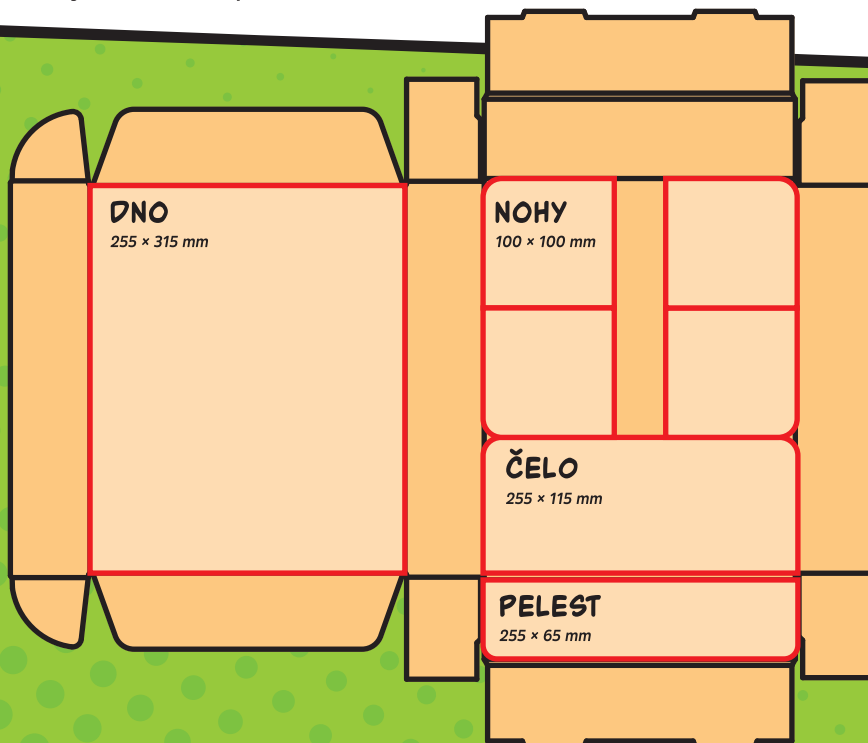 DNO
255 × 315 mm
NOHY
100 × 100 mm
ČELO
255 × 115 mm
PELEST
255 × 65 mm